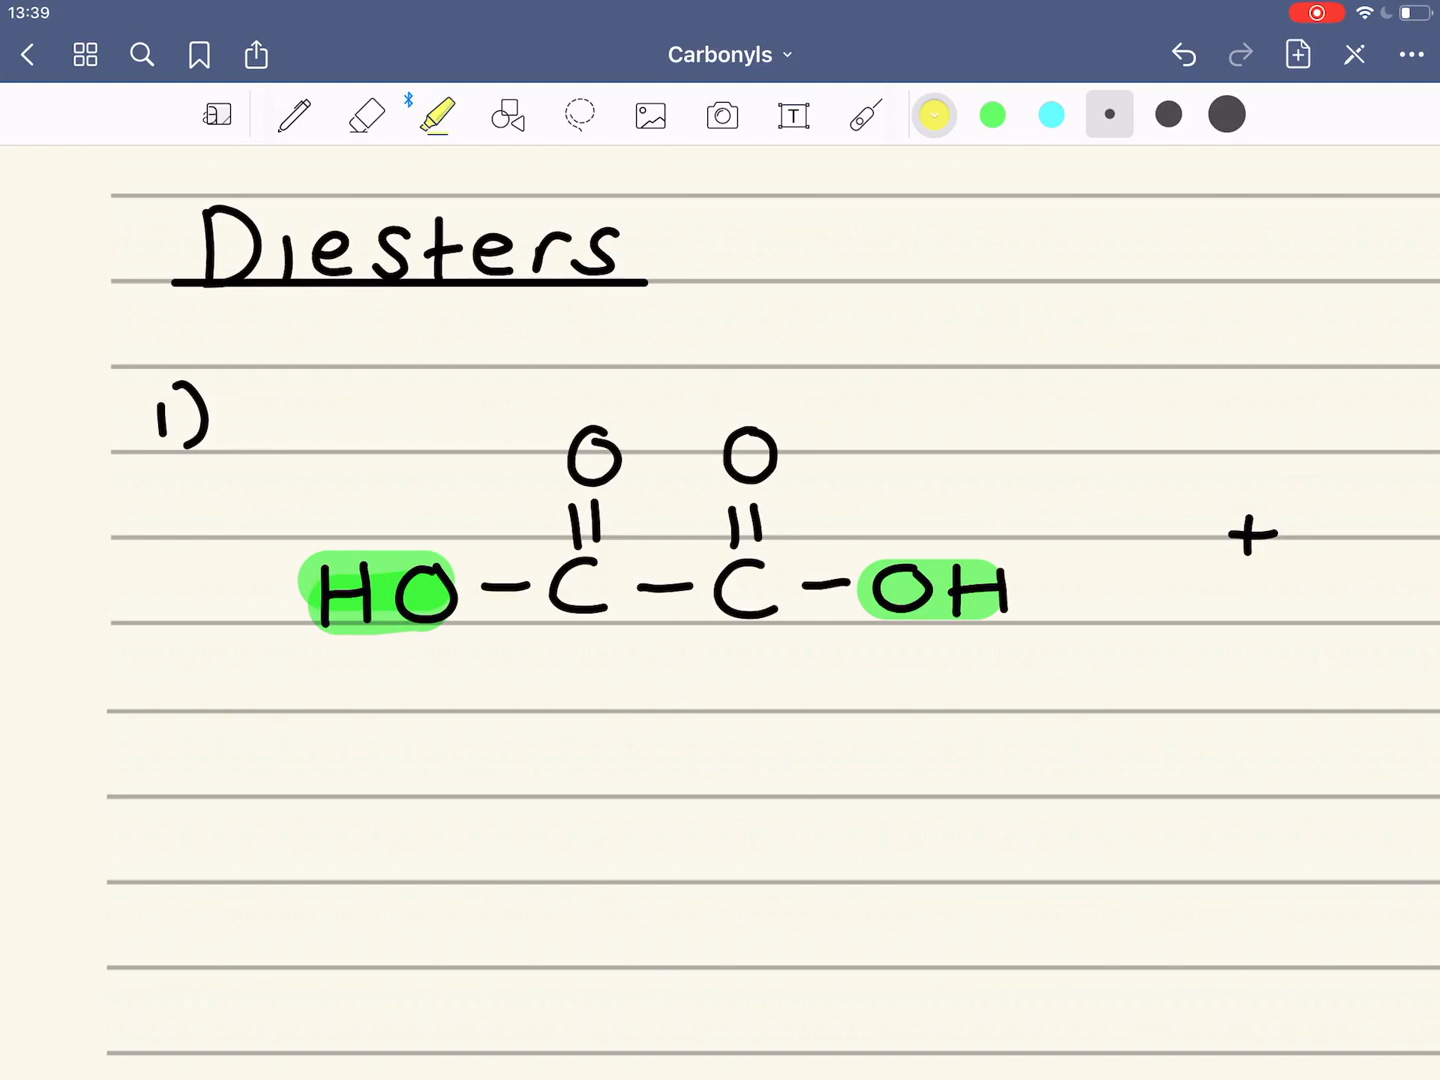 13:39
Carbonyls
T
Diesters
1)
O O
|| ||
HO - C - C - OH +